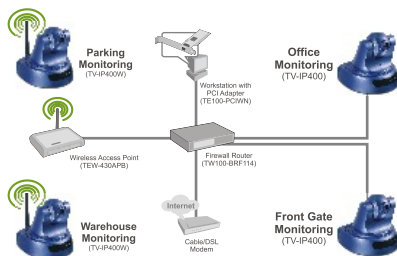 Parking
Monitoring
(TV-IP400W)
Workstation with
PCI Adapter
(TE100-PCIWN)
Office
Monitoring
(TV-IP400)
Wireless Access Point
(TEW-430APB)
Firewall Router
(TW100-BRF114)
Internet
Warehouse
Monitoring
(TV-IP400W)
Cable/DSL
Modem
Front Gate
Monitoring
(TV-IP400)